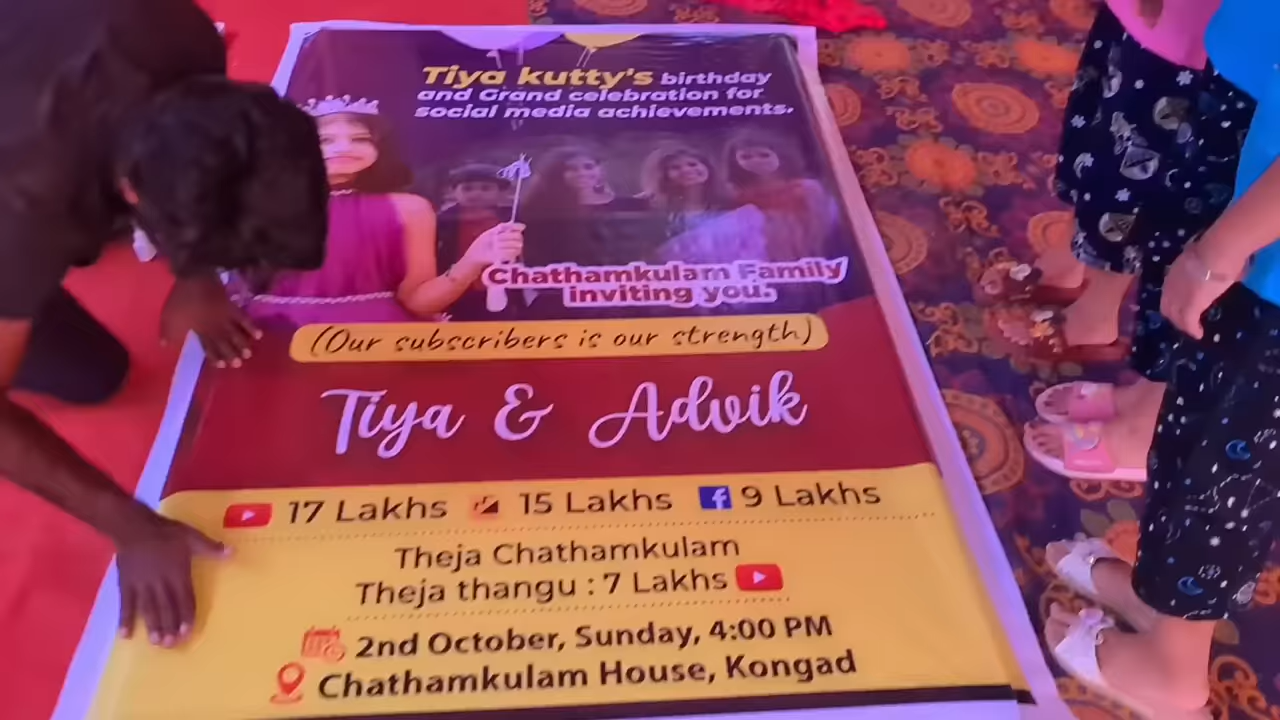 Tiya kutty's birthday
and Grand celebration for
social media achievements.
Chathamkulam Family
inviting you.
(Our subscribers is our strength)
Tiya & Advik
17 Lakhs 15 Lakhs f 9 Lakhs
Theja Chathamkulam
Theja thangu : 7 Lakhs
2nd October, Sunday, 4:00 PM
Chathamkulam House, Kongad